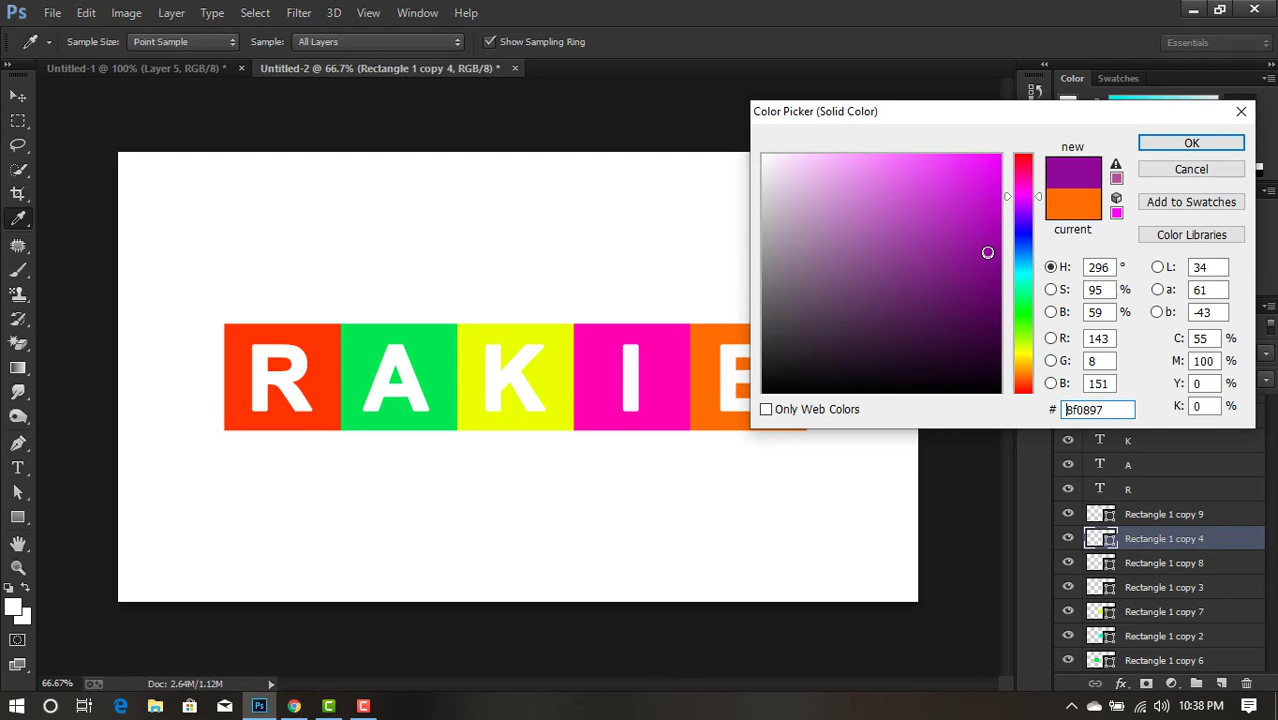 Ps File Edit Image Layer Type Select Filter 3D View Window Help
Sample Size: Point Sample Sample: All Layers Show Sampling Ring Essentials
Untitled-1 @ 100% (Layer 5, RGB/8) * × Untitled-2 @ 66.7% (Rectangle 1 copy 4, RGB/8) * × Color Swatches
Color Picker (Solid Color)
new OK
Cancel
Add to Swatches
current Color Libraries
H: 296 ° L: 34
S: 95 % a: 61
B: 59 % b: -43
R: 143 C: 55 %
G: 8 M: 100 %
B: 151 Y: 0 %
Only Web Colors # 8f0897 K: 0 %
R A K I E
T K
T A
T R
Rectangle 1 copy 9
Rectangle 1 copy 4
Rectangle 1 copy 8
Rectangle 1 copy 3
Rectangle 1 copy 7
Rectangle 1 copy 2
Rectangle 1 copy 6
66.67% Doc: 2.64M/1.12M fx
10:38 PM